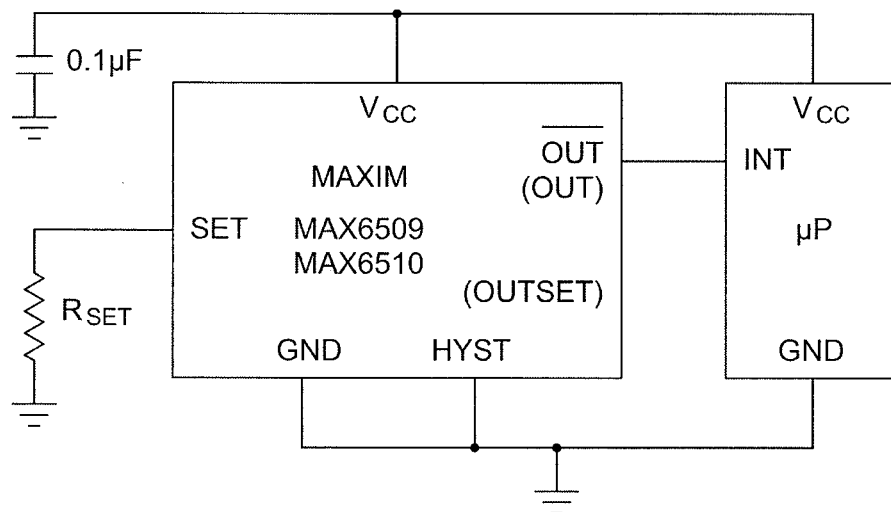 0.1µF
VCC
VCC
OUT
(OUT)
INT
MAXIM
SET
MAX6509
MAX6510
µP
(OUTSET)
RSET
GND
HYST
GND